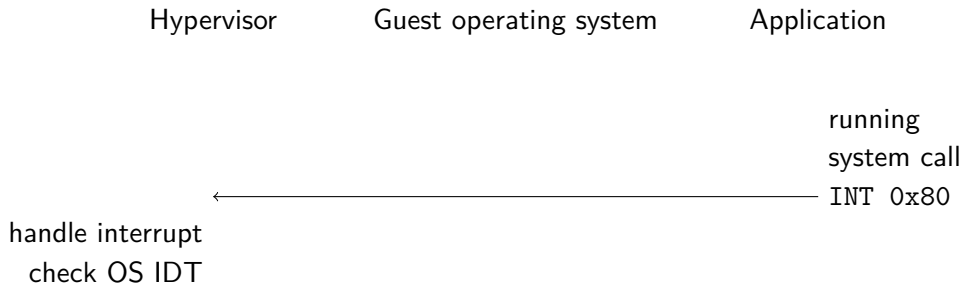 Hypervisor Guest operating system Application
running
system call
INT 0x80
handle interrupt
check OS IDT